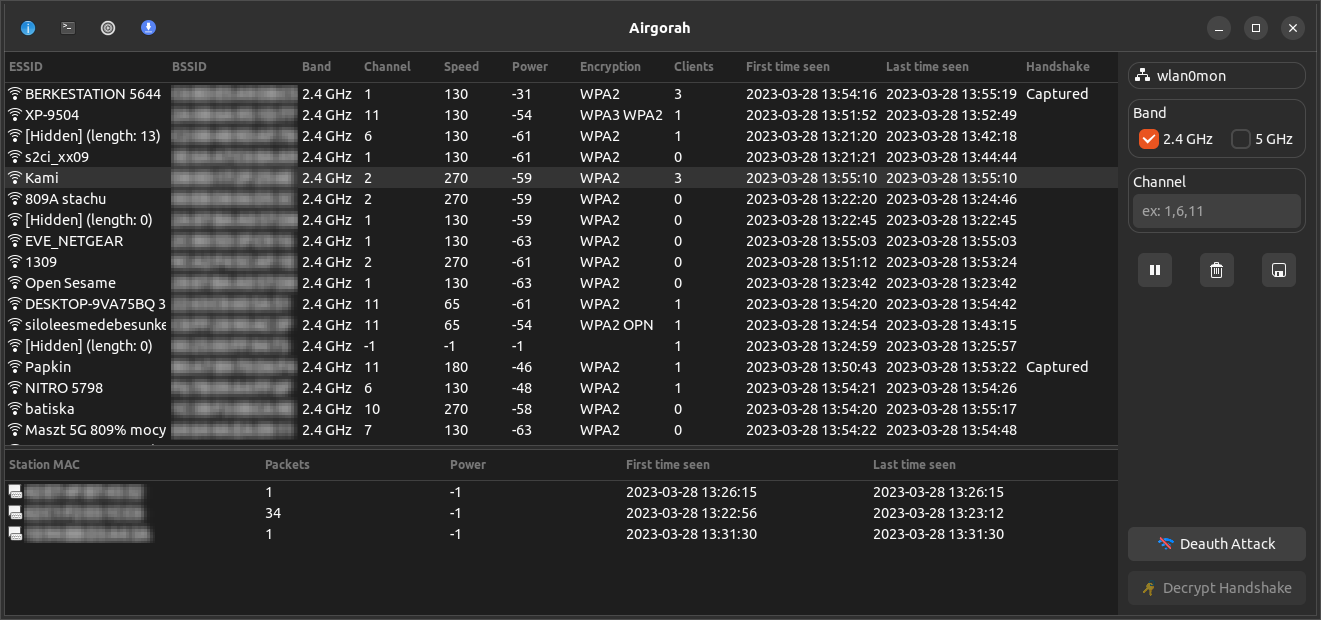 Airgorah
ESSID BSSID Band Channel Speed Power Encryption Clients First time seen Last time seen Handshake
BERKESTATION 5644 2.4 GHz 1 130 -31 WPA2 3 2023-03-28 13:54:16 2023-03-28 13:55:19 Captured
XP-9504 2.4 GHz 11 130 -54 WPA3 WPA2 1 2023-03-28 13:51:52 2023-03-28 13:52:49
[Hidden] (length: 13) 2.4 GHz 6 130 -61 WPA2 1 2023-03-28 13:21:20 2023-03-28 13:42:18
s2ci_xx09 2.4 GHz 1 130 -61 WPA2 0 2023-03-28 13:21:21 2023-03-28 13:44:44
Kami 2.4 GHz 2 270 -59 WPA2 3 2023-03-28 13:55:10 2023-03-28 13:55:10
809A stachu 2.4 GHz 2 270 -59 WPA2 0 2023-03-28 13:22:20 2023-03-28 13:24:46
[Hidden] (length: 0) 2.4 GHz 1 130 -59 WPA2 0 2023-03-28 13:22:45 2023-03-28 13:22:45
EVE_NETGEAR 2.4 GHz 1 130 -63 WPA2 0 2023-03-28 13:55:03 2023-03-28 13:55:03
1309 2.4 GHz 2 270 -61 WPA2 0 2023-03-28 13:51:12 2023-03-28 13:53:24
Open Sesame 2.4 GHz 1 130 -63 WPA2 0 2023-03-28 13:23:42 2023-03-28 13:23:42
DESKTOP-9VA75BQ 3 2.4 GHz 11 65 -61 WPA2 1 2023-03-28 13:54:20 2023-03-28 13:54:42
siloleesmedebesunke 2.4 GHz 11 65 -54 WPA2 OPN 1 2023-03-28 13:24:54 2023-03-28 13:43:15
[Hidden] (length: 0) 2.4 GHz -1 -1 -1 1 2023-03-28 13:24:59 2023-03-28 13:25:57
Papkin 2.4 GHz 11 180 -46 WPA2 1 2023-03-28 13:50:43 2023-03-28 13:53:22 Captured
NITRO 5798 2.4 GHz 6 130 -48 WPA2 1 2023-03-28 13:54:21 2023-03-28 13:54:26
batiska 2.4 GHz 10 270 -58 WPA2 0 2023-03-28 13:54:20 2023-03-28 13:55:17
Maszt 5G 809% mocy 2.4 GHz 7 130 -63 WPA2 0 2023-03-28 13:54:22 2023-03-28 13:54:48
Station MAC Packets Power First time seen Last time seen
1 -1 2023-03-28 13:26:15 2023-03-28 13:26:15
34 -1 2023-03-28 13:22:56 2023-03-28 13:23:12
1 -1 2023-03-28 13:31:30 2023-03-28 13:31:30
wlan0mon
Band
2.4 GHz 5 GHz
Channel
ex: 1,6,11
Deauth Attack
Decrypt Handshake